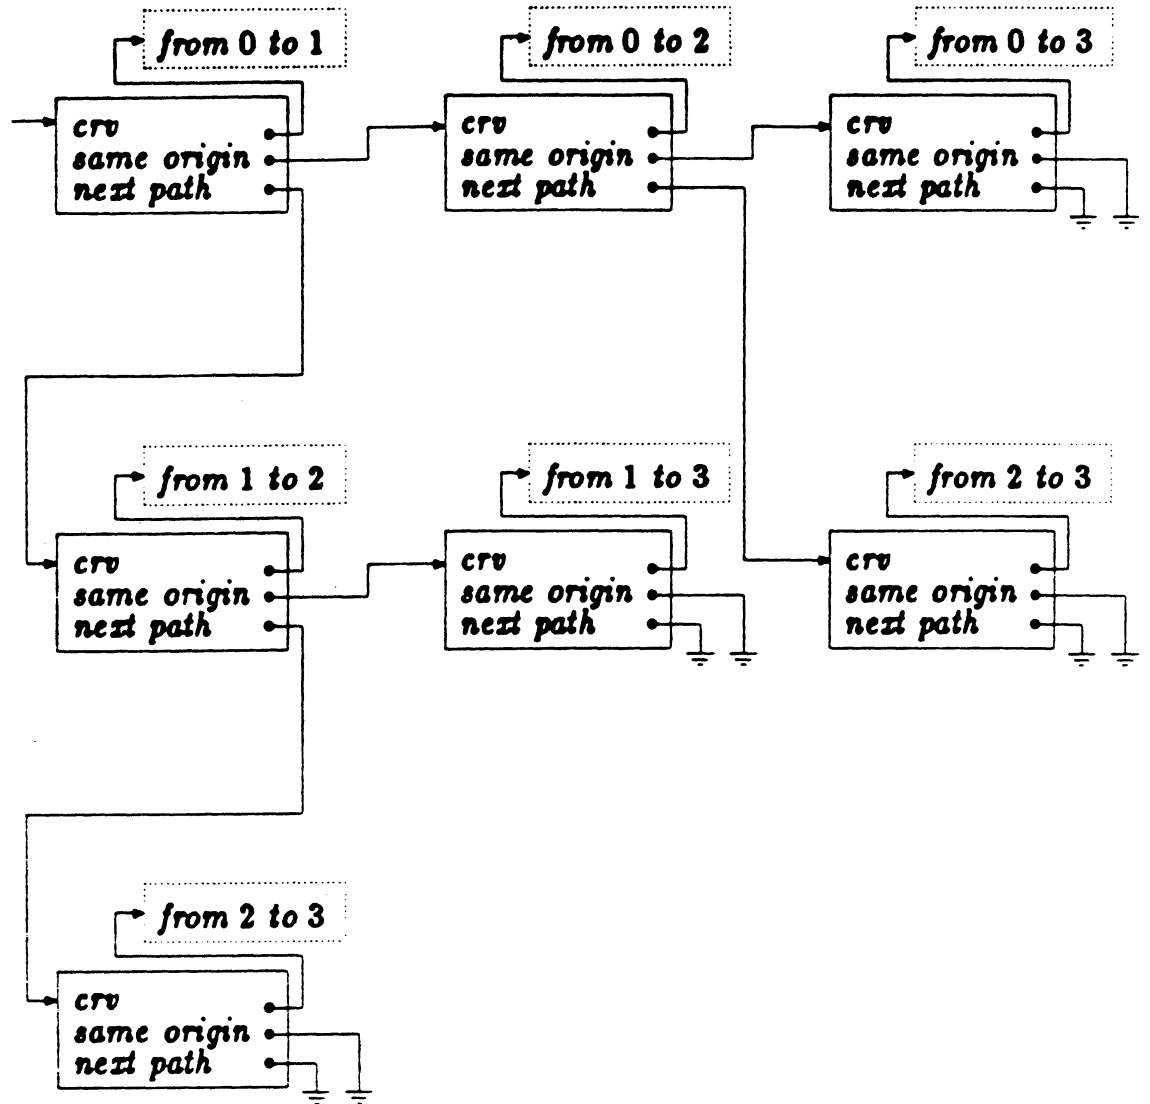 from 0 to 1
crv
same origin
next path
from 0 to 2
crv
same origin
next path
from 0 to 3
crv
same origin
next path
from 1 to 2
crv
same origin
next path
from 1 to 3
crv
same origin
next path
from 2 to 3
crv
same origin
next path
from 2 to 3
crv
same origin
next path